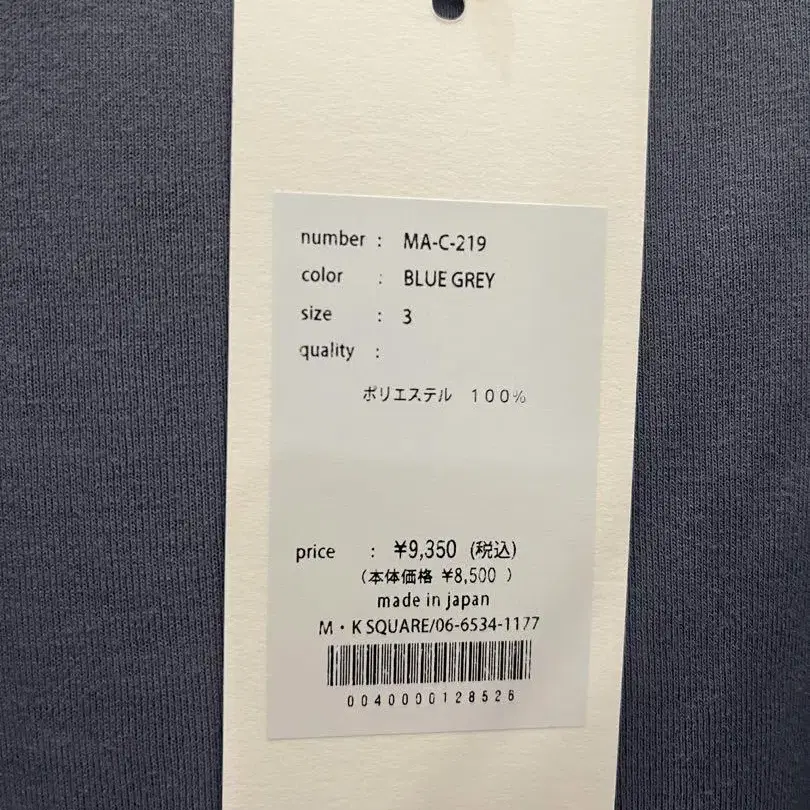 number : MA-C-219
color : BLUE GREY
size : 3
quality :
ポリエステル 100%
price : ¥9,350 (税込)
(本体価格 ¥8,500 )
made in japan
M・K SQUARE/06-6534-1177
0040000128526